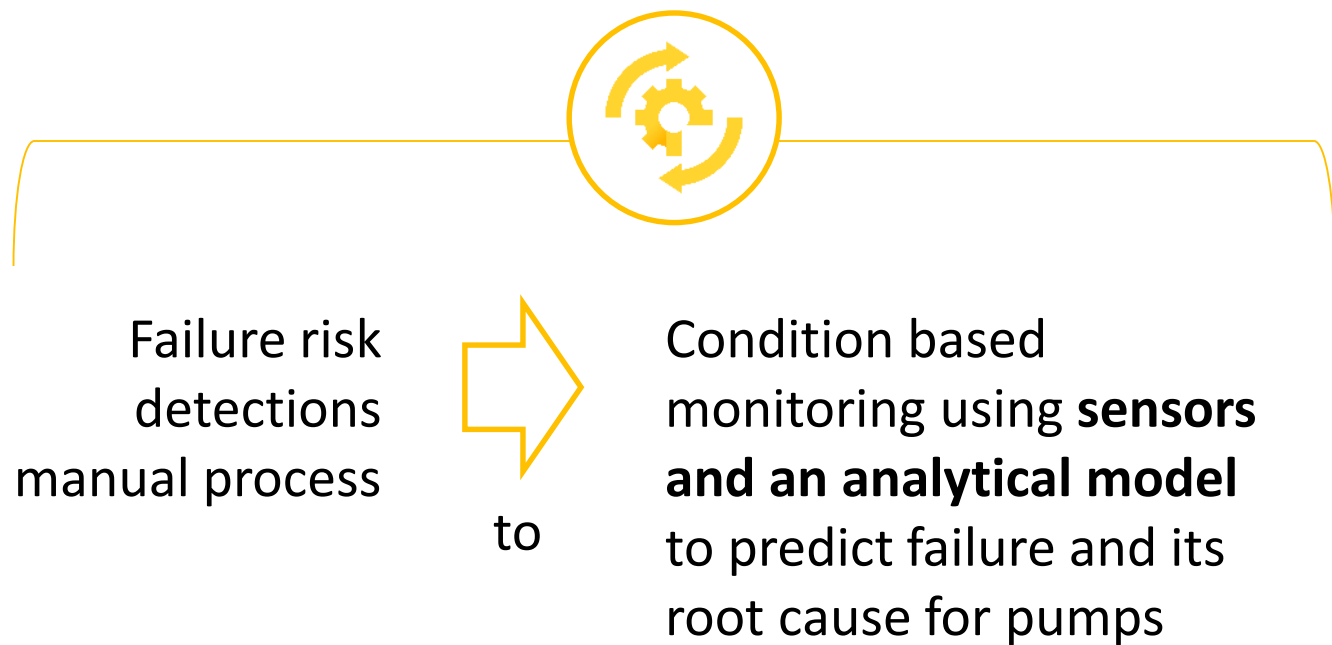 Failure risk
detections
manual process
to
Condition based
monitoring using sensors
and an analytical model
to predict failure and its
root cause for pumps